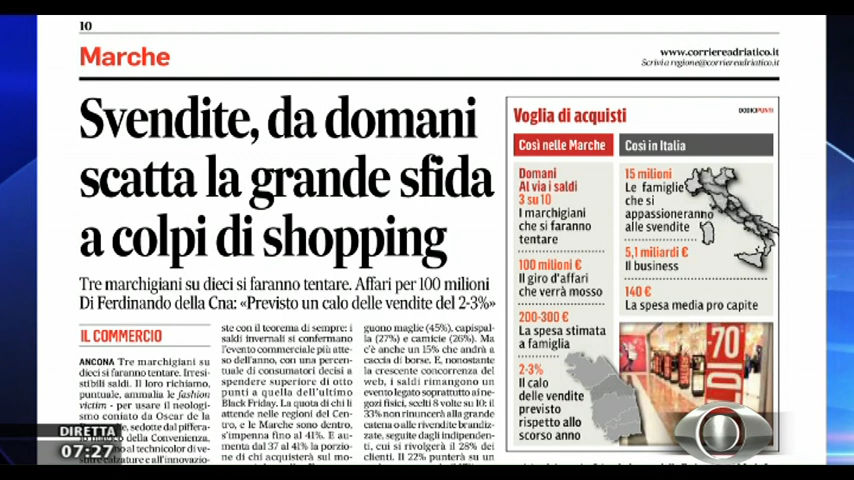 10
Marche
www.corriereadriatico.it
Scrivi a regione@corriereadriatico.it
Svendite, da domani
scatta la grande sfida
a colpi di shopping
Tre marchigiani su dieci si faranno tentare. Affari per 100 milioni
Di Ferdinando della Cna: «Previsto un calo delle vendite del 2-3%»
IL COMMERCIO
ANCONA Tre marchigiani su
dieci si faranno tentare. Irresi-
stibili saldi. Il loro richiamo,
puntuale, ammalia le fashion
victim - per usare il neologi-
smo coniato da Oscar de la
, sedotte dal piffera-
della Convenienza,
al technicolor di ve-
calzature e all'innovazio-
ste con il teorema di sempre: i
saldi invernali si confermano
l'evento commerciale più atte-
so dell'anno, con una percen-
tuale di consumatori decisi a
spendere superiore di otto
punti a quella dell'ultimo
Black Friday. La quota di chi li
attende nelle regioni del Cen-
tro, e le Marche sono dentro,
s'impenna fino al 41%. E au-
menta dal 37 al 41% la porzio-
ne di chi acquisterà sul mo-
guono maglie (45%), capispal-
la (27%) e camicie (26%). Ma
c'è anche un 15% che andrà a
caccia di borse. E, nonostante
la crescente concorrenza del
web, i saldi rimangono un
evento legato soprattutto ai ne-
gozi fisici, scelti 8 volte su 10: il
33% non rinuncerà alla grande
catena o alle rivendite brandiz-
zate, seguite dagli indipenden-
ti, cui si rivolgerà il 28% dei
clienti. Il 22% punterà su un
Voglia di acquisti
DODICIPUNTI
Così nelle Marche
Domani
Al via i saldi
3 su 10
I marchigiani
che si faranno
tentare
100 milioni €
Il giro d'affari
che verrà mosso
200-300 €
La spesa stimata
a famiglia
2-3%
Il calo
delle vendite
previsto
rispetto allo
scorso anno
Così in Italia
15 milioni
Le famiglie
che si
appassioneranno
alle svendite
5,1 miliardi €
Il business
140 €
La spesa media pro capite
-70%
DIRETTA
07:27